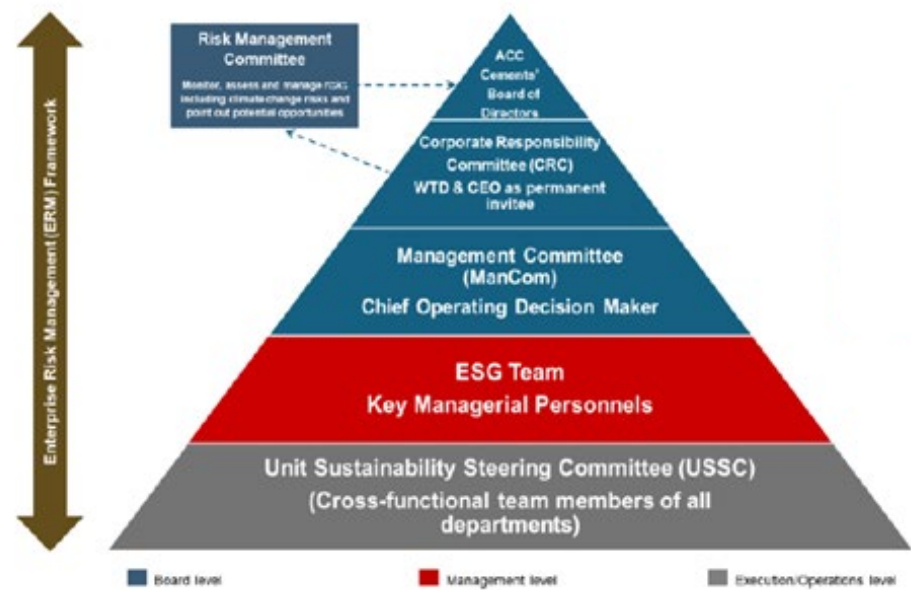 Enterprise Risk Management (ERM) Framework
Risk Management
Committee
Monitor, assess and manage risks
including climate change risks and
point out potential opportunities
ACC
Cements'
Board of
Directors
Corporate Responsibility
Committee (CRC)
WTD & CEO as permanent
invitee
Management Committee
(ManCom)
Chief Operating Decision Maker
ESG Team
Key Managerial Personnels
Unit Sustainability Steering Committee (USSC)
(Cross-functional team members of all
departments)
Board level
Management level
Execution/Operations level